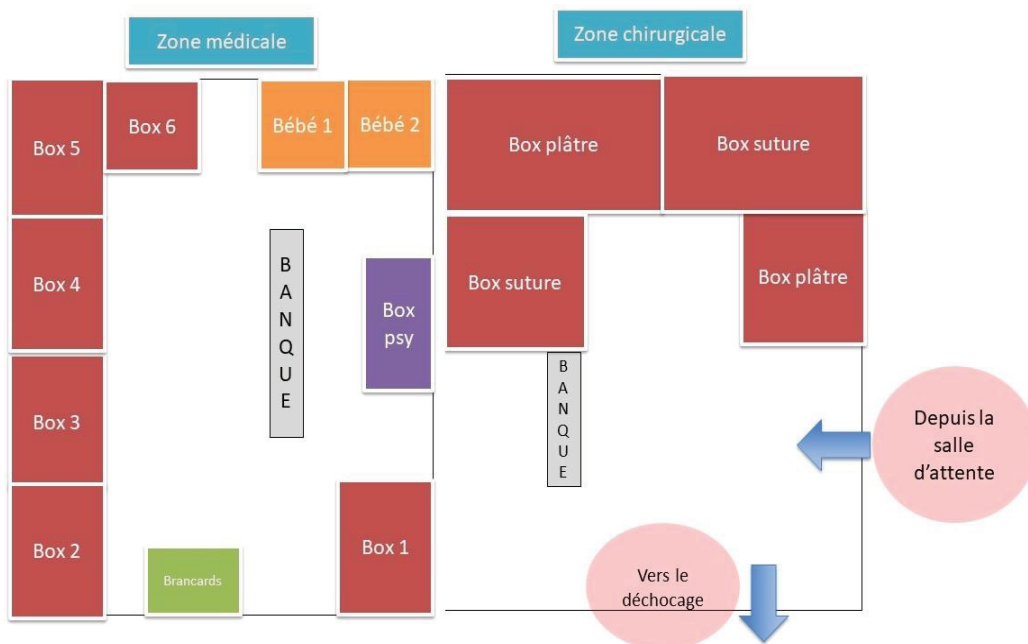 Zone médicale
Zone chirurgicale
Box 5
Box 6
Bébé 1
Bébé 2
Box plâtre
Box suture
Box 4
BANQUE
Box
psy
Box suture
Box plâtre
Box 3
BANQUE
Depuis la
salle
d'attente
Box 2
Brancards
Box 1
Vers le
déchocage